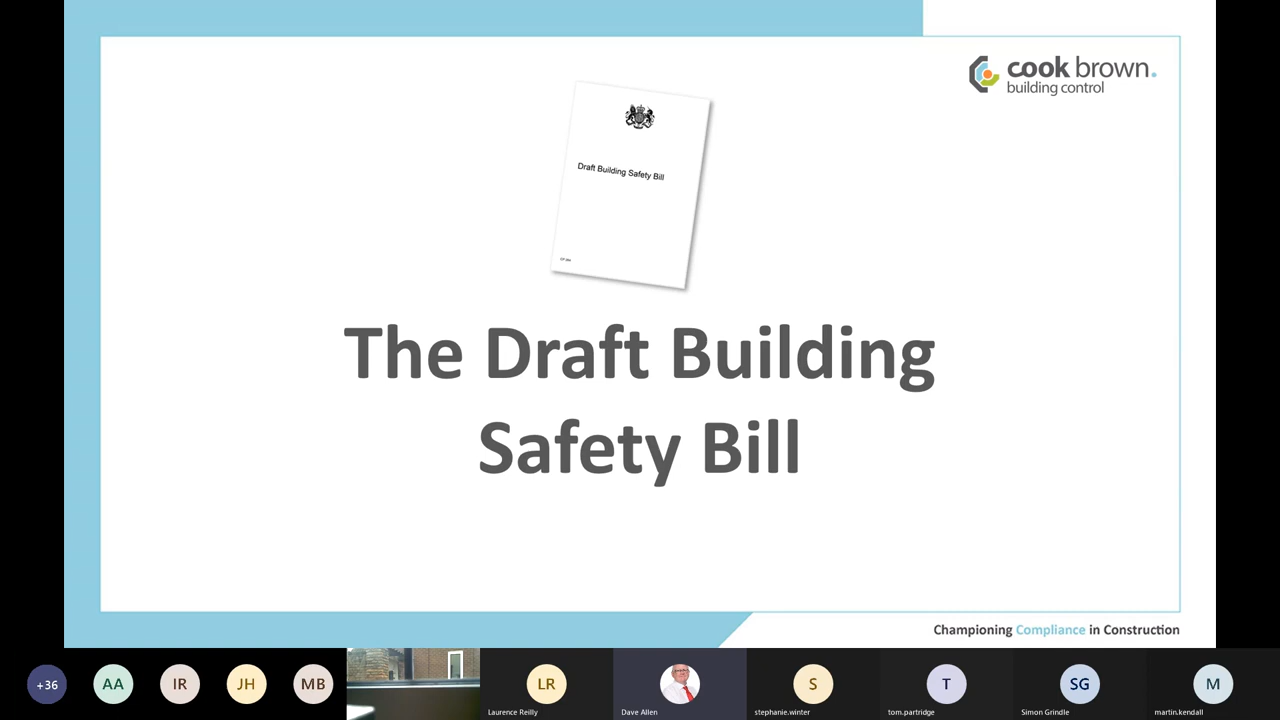 cook brown.
building control
Draft Building Safety Bill
The Draft Building
Safety Bill
Championing Compliance in Construction
+36
AA
IR
JH
MB
LR
S
T
SG
M
Laurence Reilly
Dave Allen
stephanie.winter
tom.partridge
Simon Grindle
martin.kendall